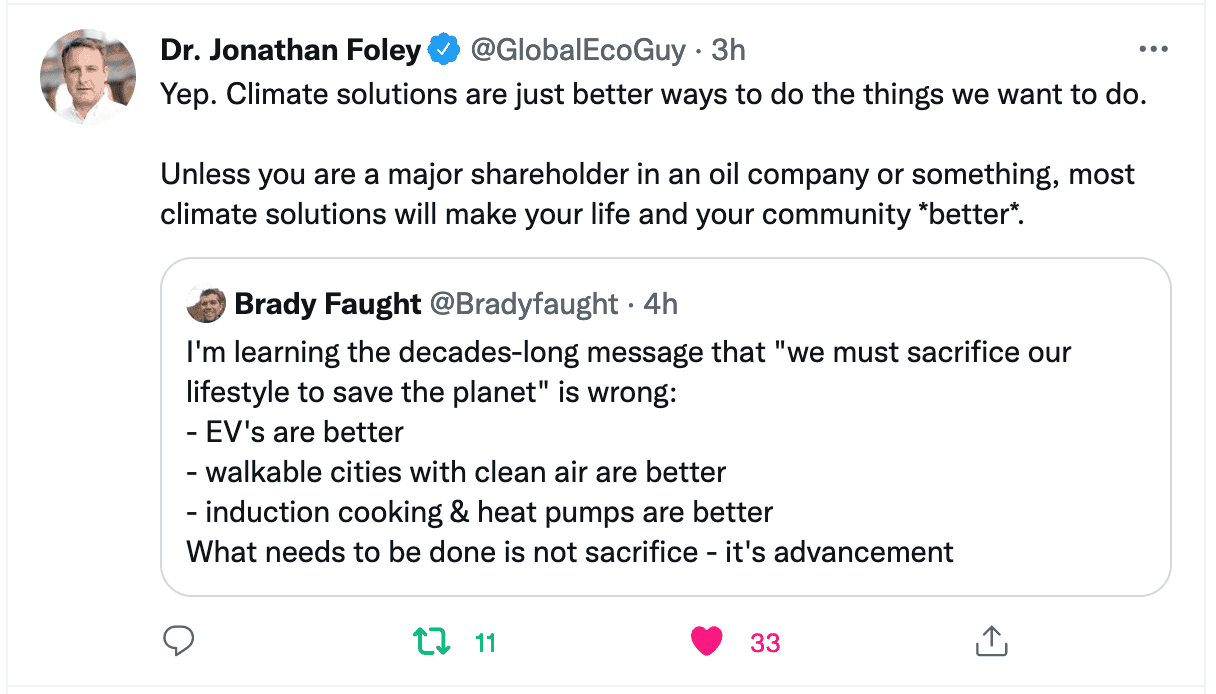 Dr. Jonathan Foley @GlobalEcoGuy · 3h
Yep. Climate solutions are just better ways to do the things we want to do.
Unless you are a major shareholder in an oil company or something, most
climate solutions will make your life and your community *better*.
Brady Faught @Bradyfaught · 4h
I'm learning the decades-long message that "we must sacrifice our
lifestyle to save the planet" is wrong:
- EV's are better
- walkable cities with clean air are better
- induction cooking & heat pumps are better
What needs to be done is not sacrifice - it's advancement
11 33